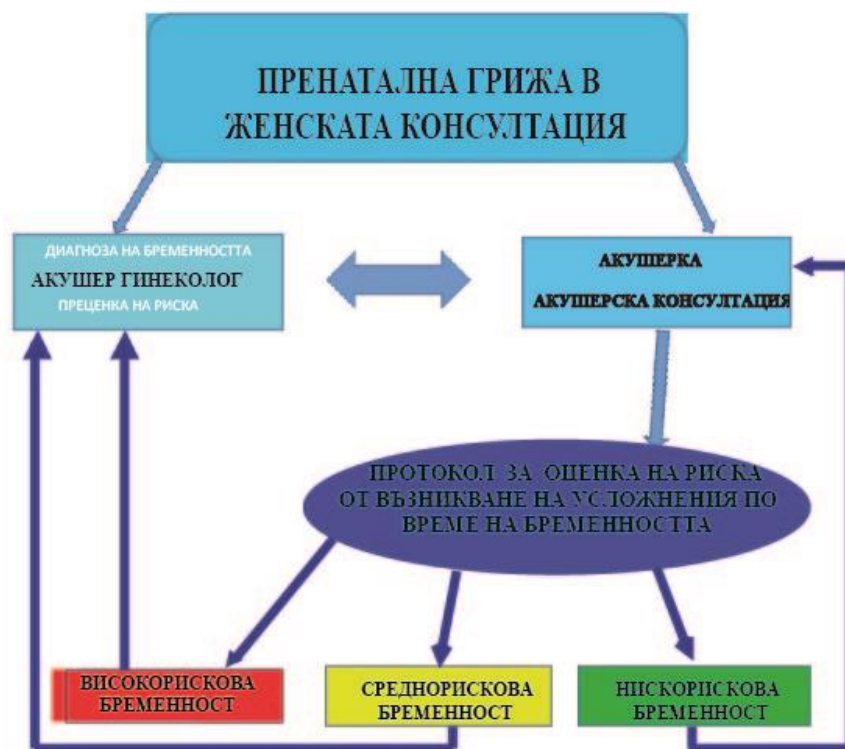 ПРЕНАТАЛНА ГРИЖА В
ЖЕНСКАТА КОНСУЛТАЦИЯ
ДИАГНОЗА НА БРЕМЕННОСТТА
АКУШЕР ГИНЕКОЛОГ
ПРЕЦЕНКА НА РИСКА
АКУШЕРКА
АКУШЕРСКА КОНСУЛТАЦИЯ
ПРОТОКОЛ ЗА ОЦЕНКА НА РИСКА
ОТ ВЪЗНИКВАНЕ НА УСЛОЖНЕНИЯ ПО
ВРЕМЕ НА БРЕМЕННОСТТА
ВИСОКОРИСКОВА
БРЕМЕННОСТ
СРЕДНОРИСКОВА
БРЕМЕННОСТ
НИСКОРИСКОВА
БРЕМЕННОСТ